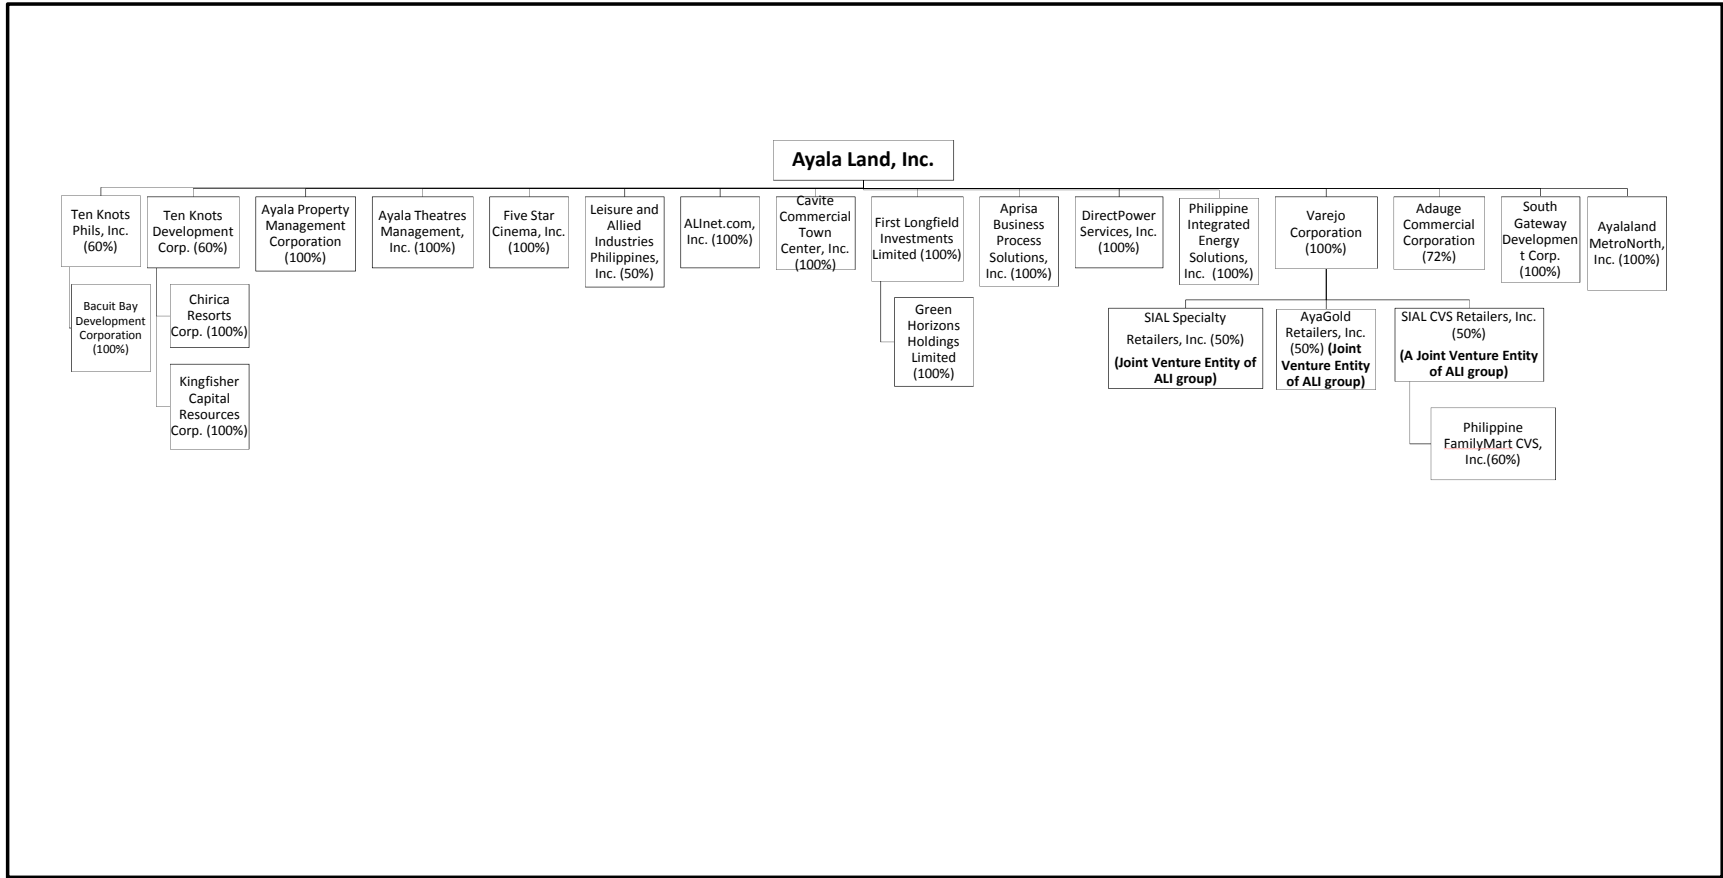 Ayala Land, Inc.
Ten Knots
Phils, Inc.
(60%)
Ten Knots
Development
Corp. (60%)
Ayala Property
Management
Corporation
(100%)
Ayala Theatres
Management,
Inc. (100%)
Five Star
Cinema, Inc.
(100%)
Leisure and
Allied
Industries
Philippines,
Inc. (50%)
ALInet.com,
Inc. (100%)
Cavite
Commercial
Town
Center, Inc.
(100%)
First Longfield
Investments
Limited (100%)
Aprisa
Business
Process
Solutions,
Inc. (100%)
DirectPower
Services, Inc.
(100%)
Philippine
Integrated
Energy
Solutions,
Inc. (100%)
Varejo
Corporation
(100%)
Adauge
Commercial
Corporation
(72%)
South
Gateway
Developmen
t Corp.
(100%)
Ayalaland
MetroNorth,
Inc. (100%)
Bacuit Bay
Development
Corporation
(100%)
Chirica
Resorts
Corp. (100%)
Kingfisher
Capital
Resources
Corp. (100%)
Green
Horizons
Holdings
Limited
(100%)
SIAL Specialty
Retailers, Inc. (50%)
(Joint Venture Entity of
ALI group)
AyaGold
Retailers, Inc.
(50%) (Joint
Venture Entity
of ALI group)
SIAL CVS Retailers, Inc.
(50%)
(A Joint Venture Entity
of ALI group)
Philippine
FamilyMart CVS,
Inc.(60%)